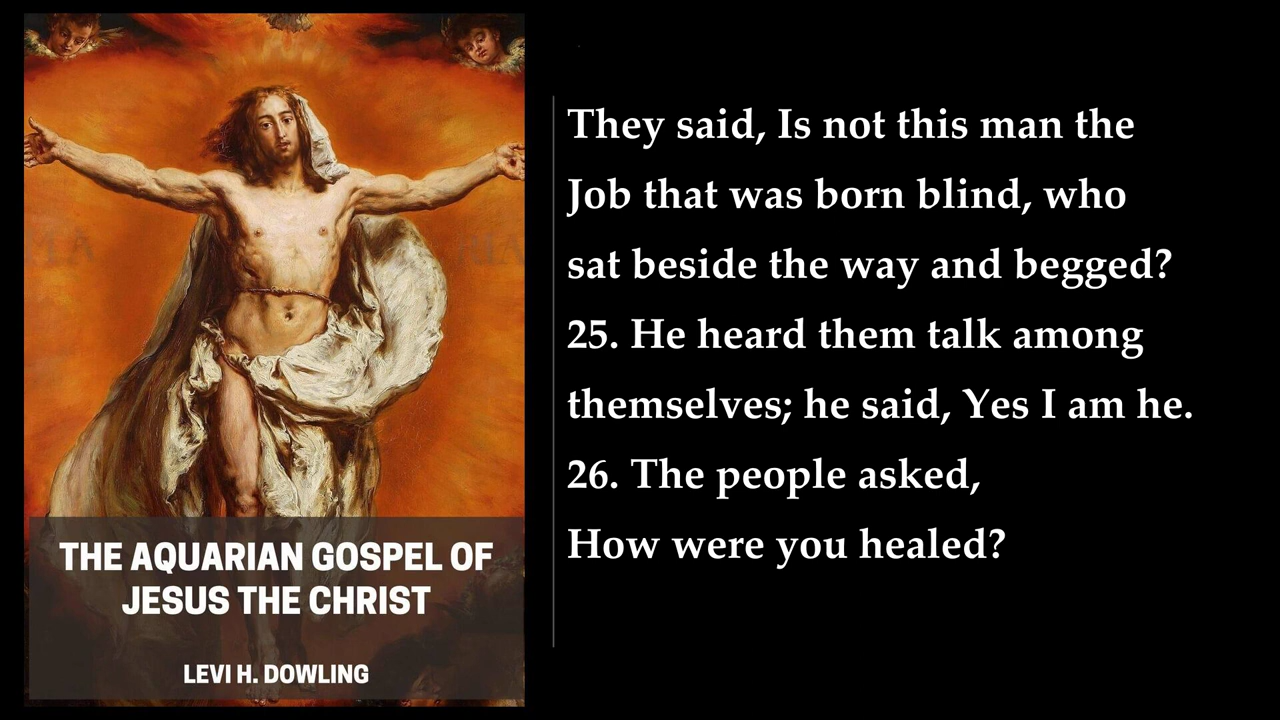 THE AQUARIAN GOSPEL OF
JESUS THE CHRIST
LEVI H. DOWLING
They said, Is not this man the
Job that was born blind, who
sat beside the way and begged?
25. He heard them talk among
themselves; he said, Yes I am he.
26. The people asked,
How were you healed?